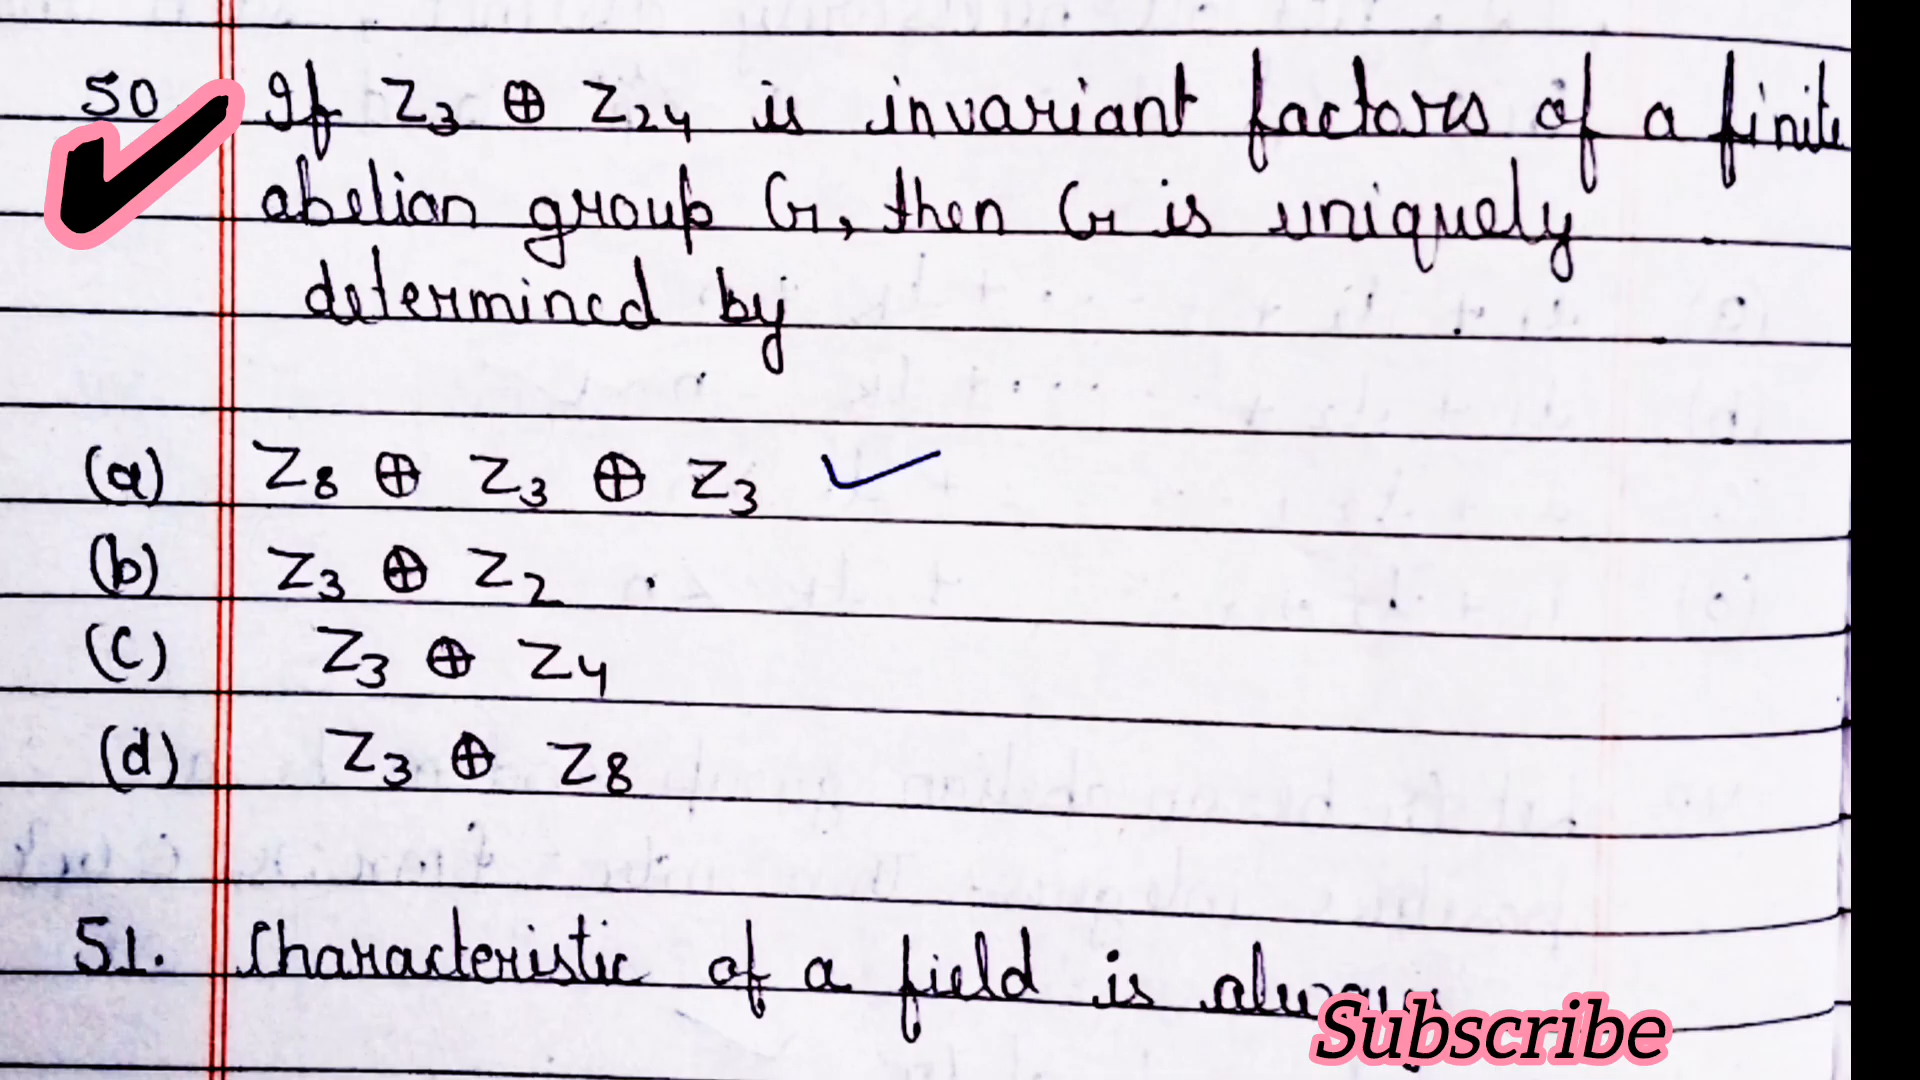 50. If Z₃ ⊕ Z₂₄ is invariant factors of a finite
abelian group G, then G is uniquely
determined by
(a) Z₈ ⊕ Z₃ ⊕ Z₃
(b) Z₃ ⊕ Z₂
(c) Z₃ ⊕ Z₄
(d) Z₃ ⊕ Z₈
51. Characteristic of a field is always
Subscribe